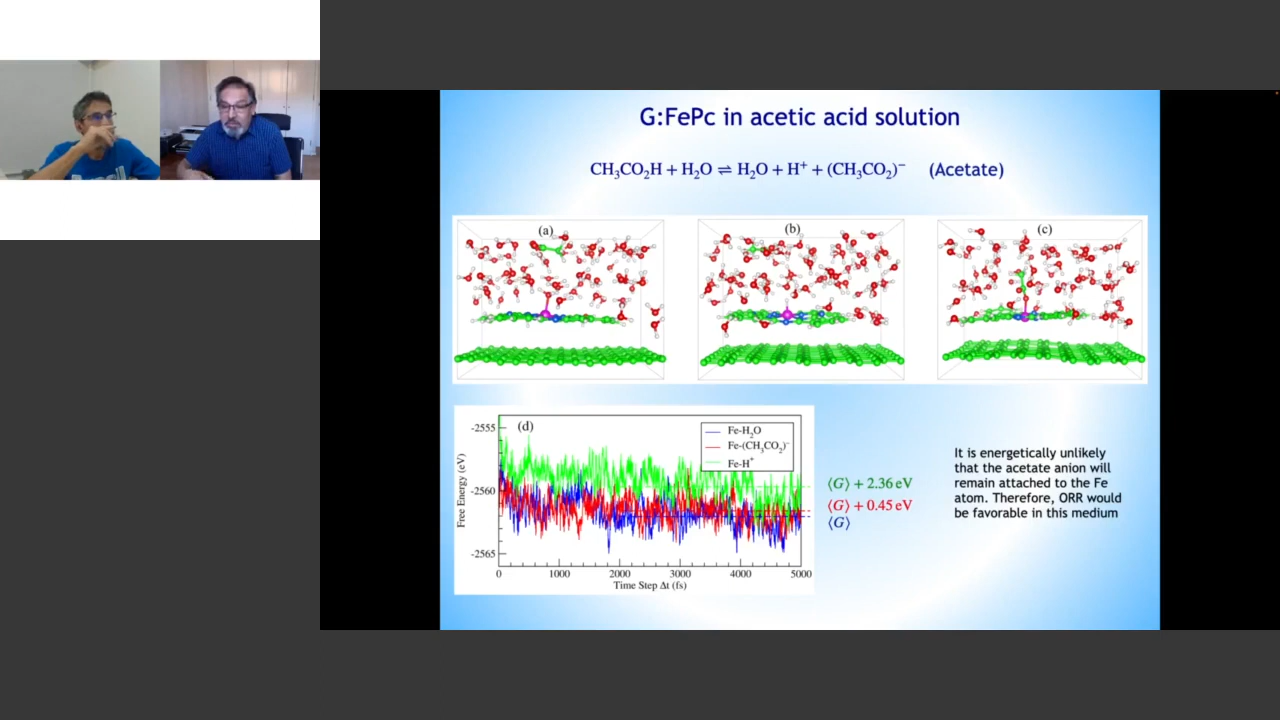 G:FePc in acetic acid solution
CH₃CO₂H + H₂O ⇌ H₂O + H⁺ + (CH₃CO₂)⁻ (Acetate)
(a)
(b)
(c)
(d)
Fe-H₂O
Fe-(CH₃CO₂)⁻
Fe-H⁺
-2555
-2560
-2565
Free Energy (eV)
0 1000 2000 3000 4000 5000
Time Step Δt (fs)
⟨G⟩ + 2.36 eV
⟨G⟩ + 0.45 eV
⟨G⟩
It is energetically unlikely
that the acetate anion will
remain attached to the Fe
atom. Therefore, ORR would
be favorable in this medium